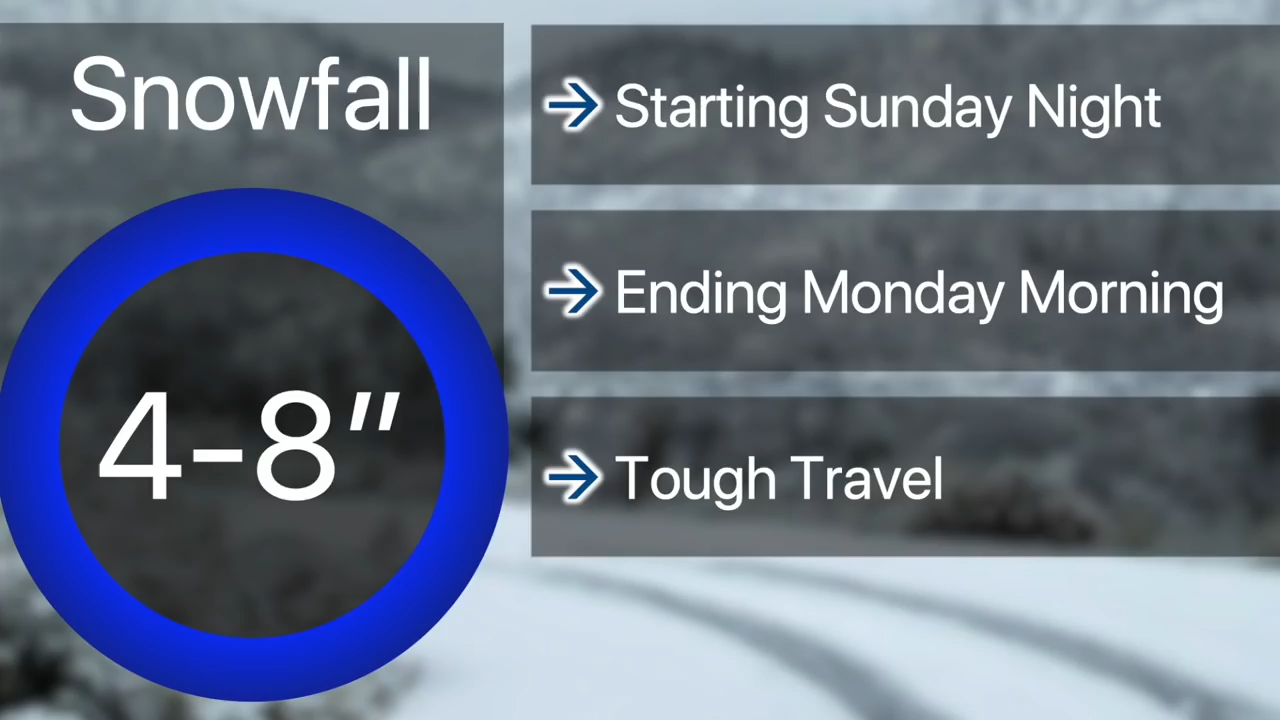 Snowfall
4-8"
Starting Sunday Night
Ending Monday Morning
Tough Travel